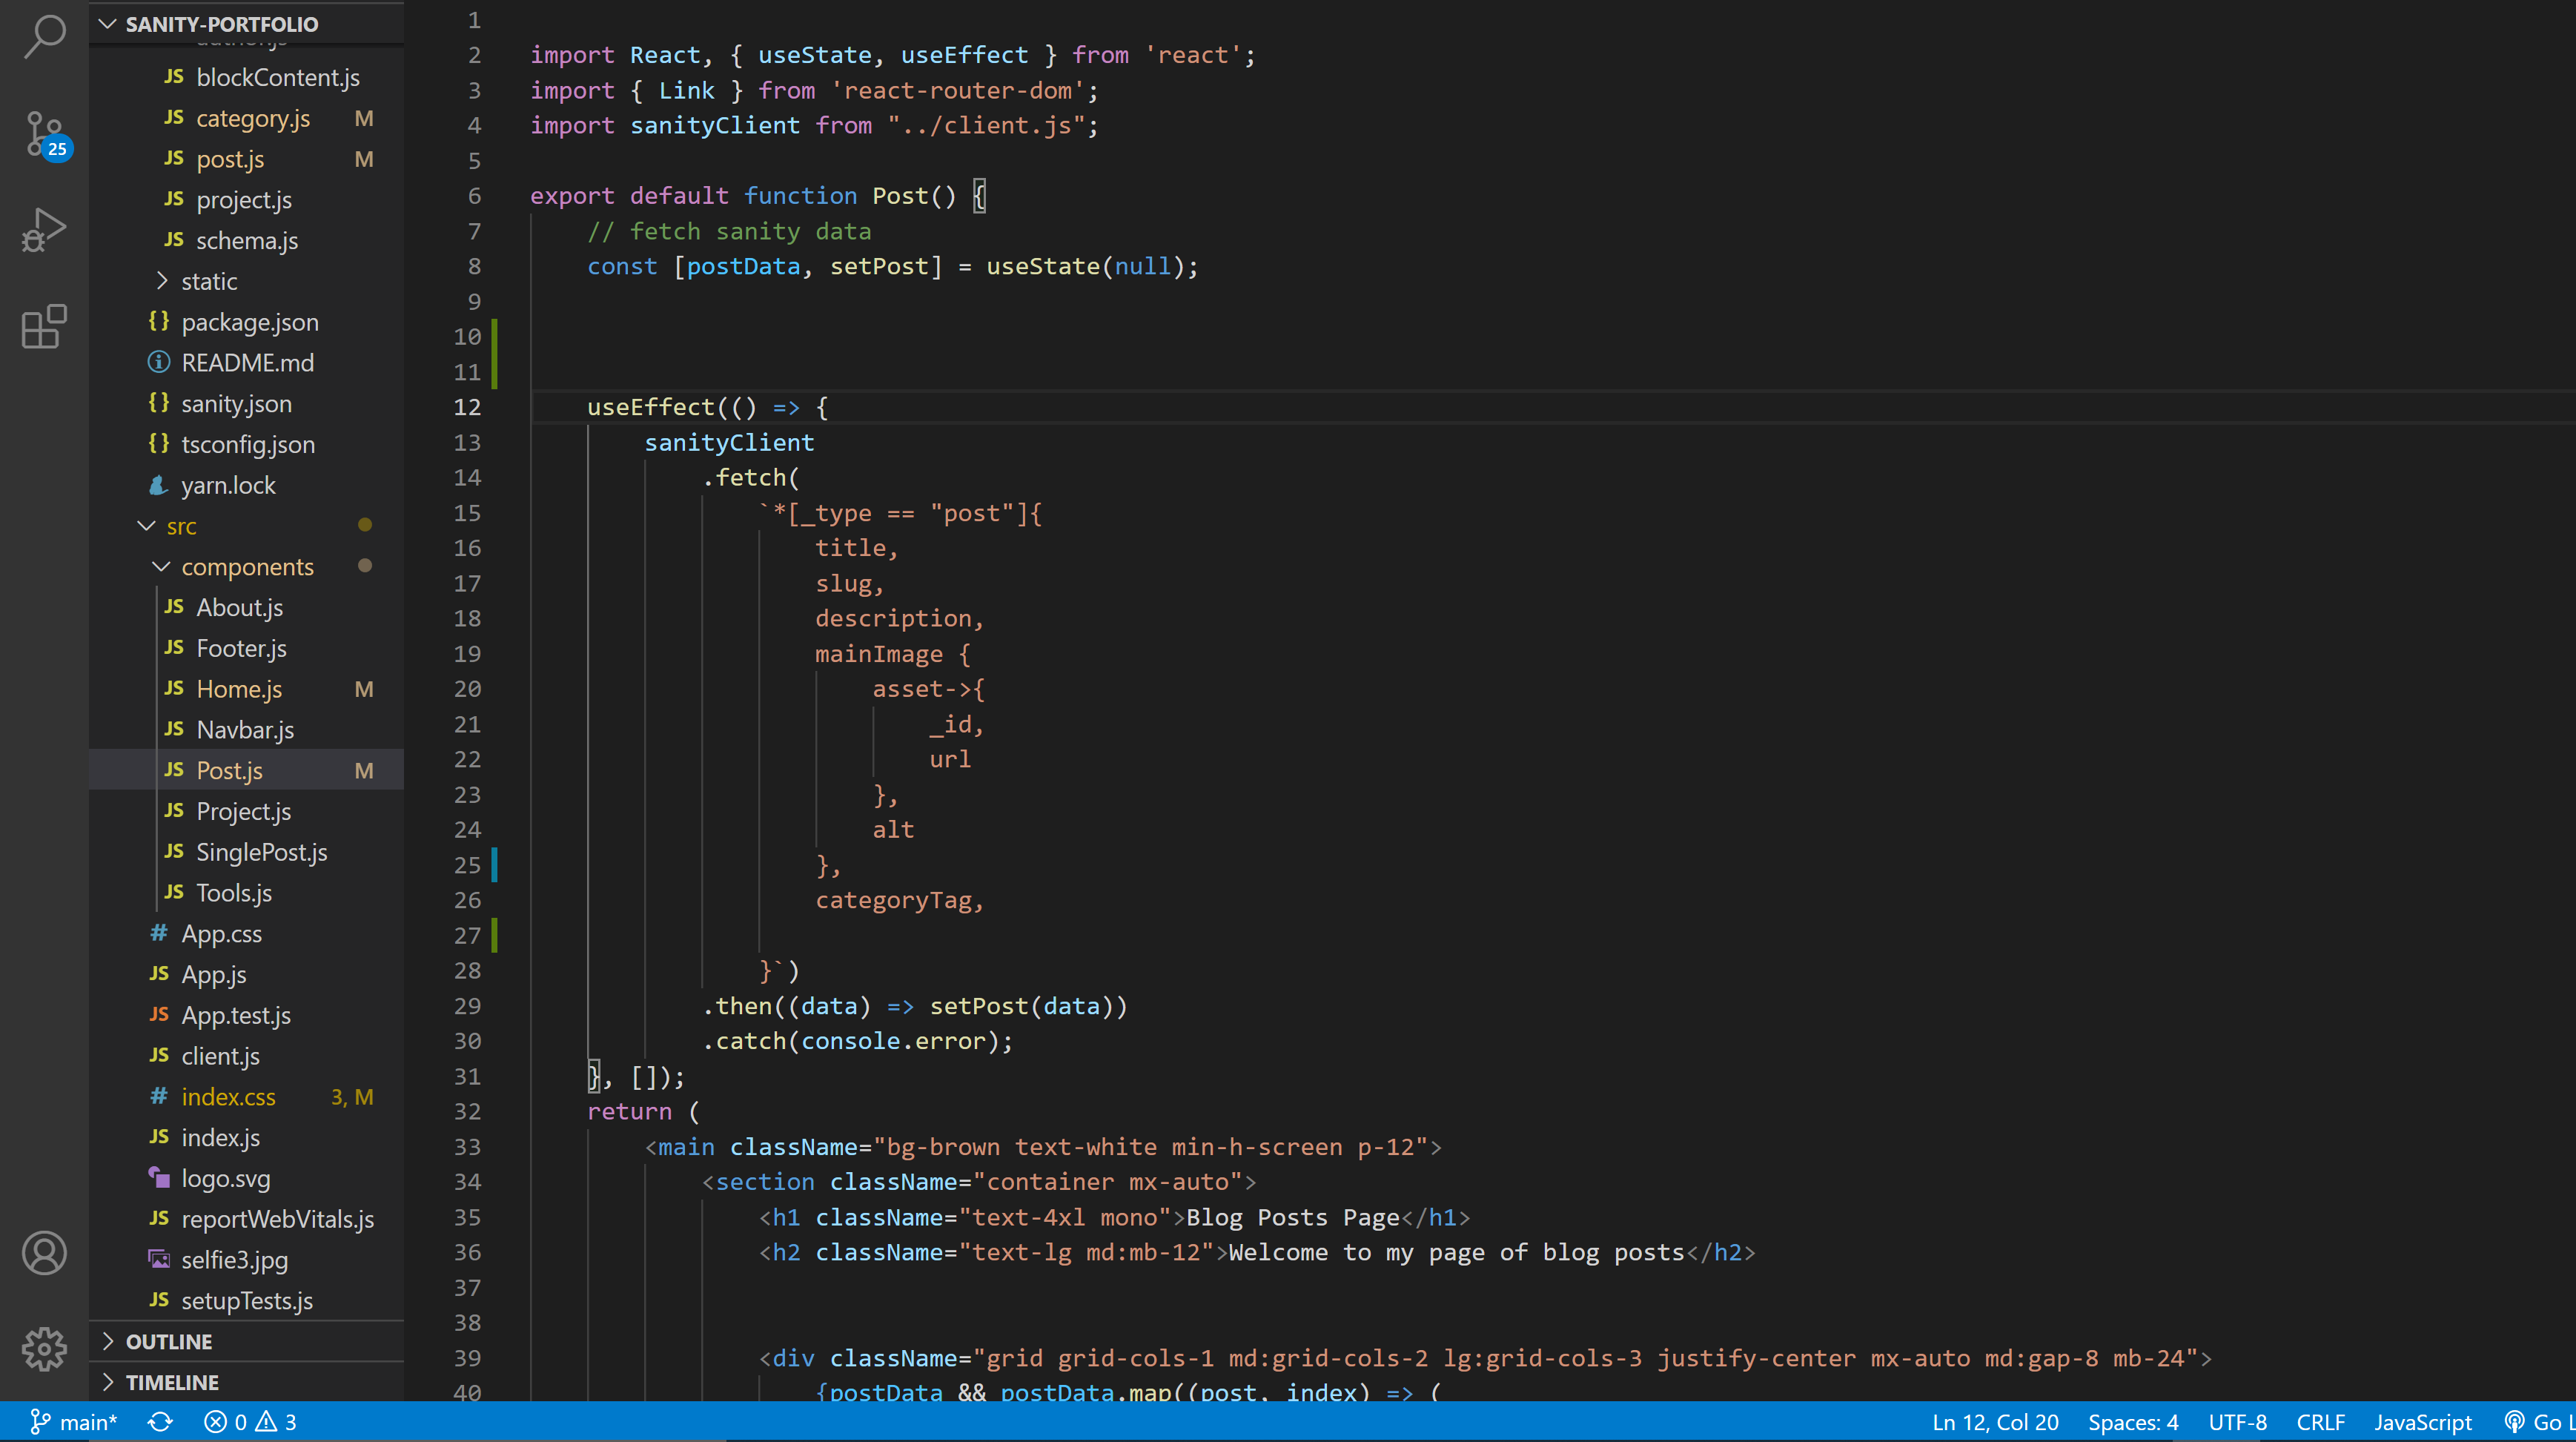 SANITY-PORTFOLIO
author.js
JS blockContent.js
JS category.js M
JS post.js M
JS project.js
JS schema.js
static
{} package.json
README.md
{} sanity.json
{} tsconfig.json
yarn.lock
src
components
JS About.js
JS Footer.js
JS Home.js M
JS Navbar.js
JS Post.js M
JS Project.js
JS SinglePost.js
JS Tools.js
# App.css
JS App.js
JS App.test.js
JS client.js
# index.css 3, M
JS index.js
logo.svg
JS reportWebVitals.js
selfie3.jpg
JS setupTests.js
OUTLINE
TIMELINE
25
1
2 import React, { useState, useEffect } from 'react';
3 import { Link } from 'react-router-dom';
4 import sanityClient from "../client.js";
5
6 export default function Post() {
7 // fetch sanity data
8 const [postData, setPost] = useState(null);
9
10
11
12 useEffect(() => {
13 sanityClient
14 .fetch(
15 `*[_type == "post"]{
16 title,
17 slug,
18 description,
19 mainImage {
20 asset->{
21 _id,
22 url
23 },
24 alt
25 },
26 categoryTag,
27
28 }`)
29 .then((data) => setPost(data))
30 .catch(console.error);
31 }, []);
32 return (
33 <main className="bg-brown text-white min-h-screen p-12">
34 <section className="container mx-auto">
35 <h1 className="text-4xl mono">Blog Posts Page</h1>
36 <h2 className="text-lg md:mb-12">Welcome to my page of blog posts</h2>
37
38
39 <div className="grid grid-cols-1 md:grid-cols-2 lg:grid-cols-3 justify-center mx-auto md:gap-8 mb-24">
40 {postData && postData.map((post, index) => (
main* 0 3 Ln 12, Col 20 Spaces: 4 UTF-8 CRLF JavaScript Go L